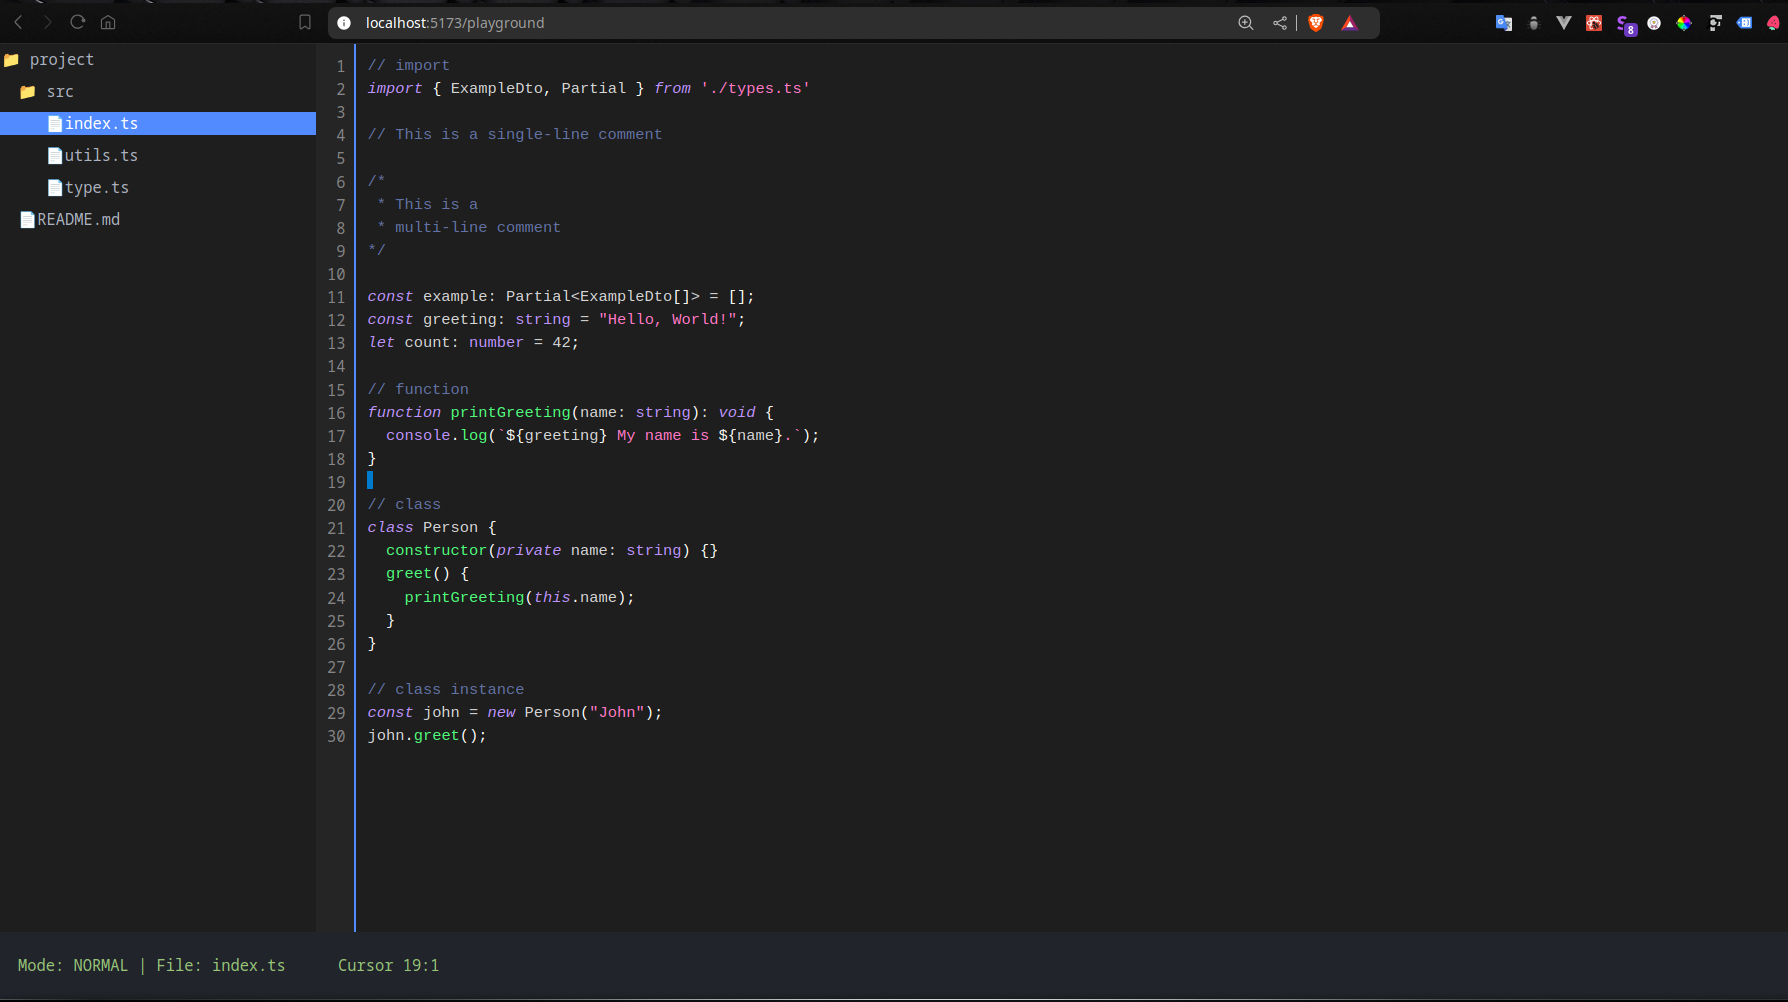 localhost:5173/playground
8
project
src
index.ts
utils.ts
type.ts
README.md
1 // import
2 import { ExampleDto, Partial } from './types.ts'
3
4 // This is a single-line comment
5
6 /*
7  * This is a
8  * multi-line comment
9 */
10
11 const example: Partial<ExampleDto[]> = [];
12 const greeting: string = "Hello, World!";
13 let count: number = 42;
14
15 // function
16 function printGreeting(name: string): void {
17   console.log(`${greeting} My name is ${name}.`);
18 }
19
20 // class
21 class Person {
22   constructor(private name: string) {}
23   greet() {
24     printGreeting(this.name);
25   }
26 }
27
28 // class instance
29 const john = new Person("John");
30 john.greet();
Mode: NORMAL | File: index.ts Cursor 19:1